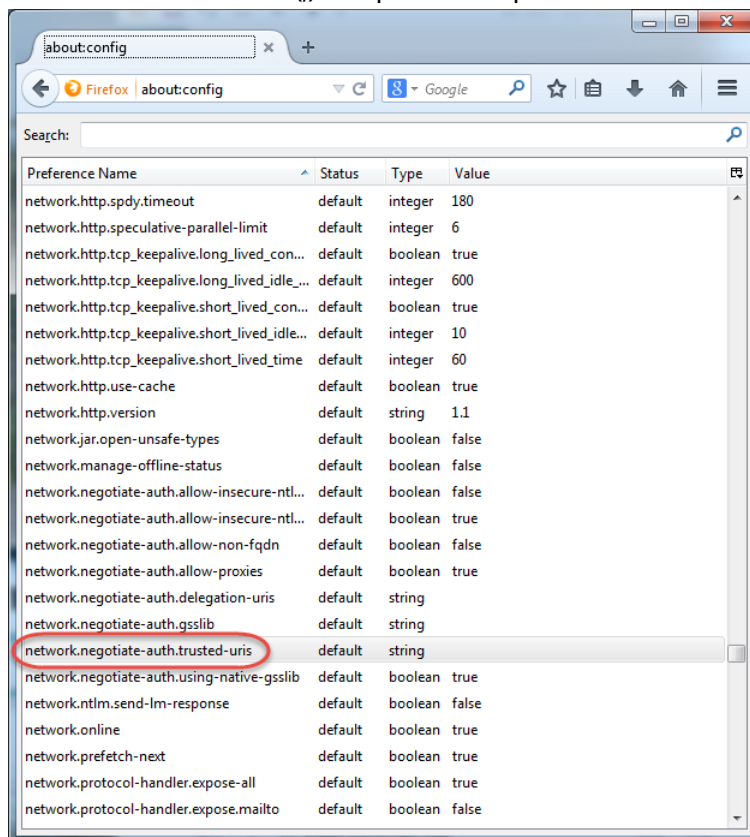 about:config
Firefox about:config Google
Search:
Preference Name Status Type Value
network.http.spdy.timeout default integer 180
network.http.speculative-parallel-limit default integer 6
network.http.tcp_keepalive.long_lived_con... default boolean true
network.http.tcp_keepalive.long_lived_idle_... default integer 600
network.http.tcp_keepalive.short_lived_con... default boolean true
network.http.tcp_keepalive.short_lived_idle... default integer 10
network.http.tcp_keepalive.short_lived_time default integer 60
network.http.use-cache default boolean true
network.http.version default string 1.1
network.jar.open-unsafe-types default boolean false
network.manage-offline-status default boolean false
network.negotiate-auth.allow-insecure-ntl... default boolean false
network.negotiate-auth.allow-insecure-ntl... default boolean true
network.negotiate-auth.allow-non-fqdn default boolean false
network.negotiate-auth.allow-proxies default boolean true
network.negotiate-auth.delegation-uris default string
network.negotiate-auth.gsslib default string
network.negotiate-auth.trusted-uris default string
network.negotiate-auth.using-native-gsslib default boolean true
network.ntlm.send-lm-response default boolean false
network.online default boolean true
network.prefetch-next default boolean true
network.protocol-handler.expose-all default boolean true
network.protocol-handler.expose.mailto default boolean false